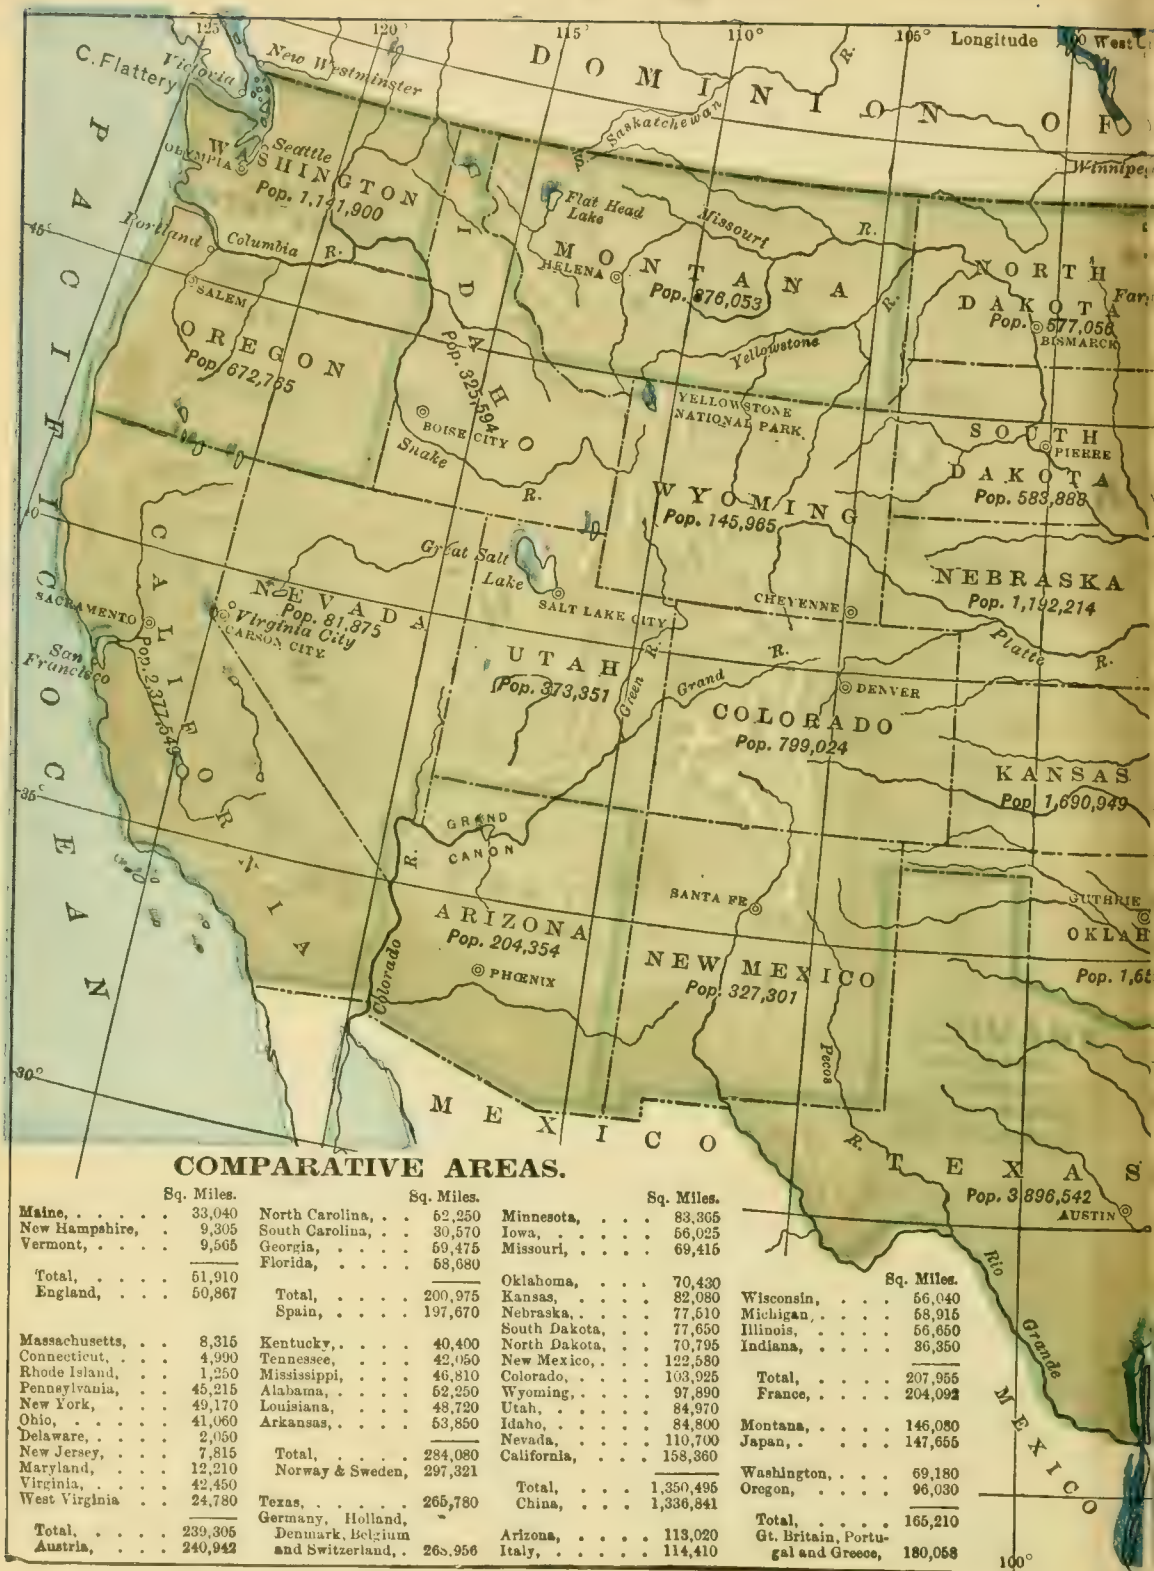 125°
120°
115°
110°
105°
Longitude
100
West
C. Flattery
Victoria
New Westminster
DOMINION OF
Saskatchewan
R.
S.
Winnipeg
PACIFIC OCEAN
Seattle
OLYMPIA
WASHINGTON
Pop. 1,141,900
Flat Head
Lake
Missouri
R.
Portland
Columbia
R.
45°
SALEM
OREGON
Pop. 672,765
IDAHO
Pop. 325,594
BOISE CITY
Snake
R.
HELENA
MONTANA
Pop. 376,053
R.
Yellowstone
YELLOWSTONE
NATIONAL PARK.
NORTH
DAKOTA
Pop. 577,056
BISMARCK
SOUTH
PIERRE
DAKOTA
Pop. 583,888
WYOMING
Pop. 145,965
CHEYENNE
NEBRASKA
Pop. 1,192,214
Platte
R.
Great Salt
Lake
SALT LAKE CITY
NEVADA
Pop. 81,875
Virginia City
CARSON CITY.
SACRAMENTO
San
Francisco
CALIFORNIA
Pop. 2,377,549
UTAH
Pop. 373,351
Green
R.
Grand
R.
DENVER
COLORADO
Pop. 799,024
KANSAS
Pop. 1,690,949
35°
GRAND
CANON
R.
Colorado
ARIZONA
Pop. 204,354
PHŒNIX
SANTA FE
NEW MEXICO
Pop. 327,301
Pecos
R.
GUTHRIE
OKLAH
30°
MEXICO
TEXAS
Pop. 3,896,542
AUSTIN
Rio
Grande
MEXICO
100°
COMPARATIVE AREAS.
Sq. Miles.
Maine, 33,040
New Hampshire, 9,305
Vermont, 9,565
Total, 51,910
England, 50,867
Massachusetts, 8,315
Connecticut, 4,990
Rhode Island, 1,250
Pennsylvania, 45,215
New York, 49,170
Ohio, 41,060
Delaware, 2,050
New Jersey, 7,815
Maryland, 12,210
Virginia, 42,450
West Virginia 24,780
Total, 239,305
Austria, 240,942
Sq. Miles.
North Carolina, 52,250
South Carolina, 30,570
Georgia, 59,475
Florida, 58,680
Total, 200,975
Spain, 197,670
Kentucky, 40,400
Tennessee, 42,050
Mississippi, 46,810
Alabama, 52,250
Louisiana, 48,720
Arkansas, 53,850
Total, 284,080
Norway & Sweden, 297,321
Texas, 265,780
Germany, Holland,
Denmark, Belgium
and Switzerland, 268,956
Sq. Miles.
Minnesota, 83,365
Iowa, 56,025
Missouri, 69,415
Oklahoma, 70,430
Kansas, 82,080
Nebraska, 77,510
South Dakota, 77,650
North Dakota, 70,795
New Mexico, 122,580
Colorado, 103,925
Wyoming, 97,890
Utah, 84,970
Idaho, 84,800
Nevada, 110,700
California, 158,360
Total, 1,350,495
China, 1,336,841
Arizona, 113,020
Italy, 114,410
Sq. Miles.
Wisconsin, 56,040
Michigan, 58,915
Illinois, 56,650
Indiana, 36,350
Total, 207,955
France, 204,092
Montana, 146,080
Japan, 147,655
Washington, 69,180
Oregon, 96,030
Total, 165,210
Gt. Britain, Portu-
gal and Greece, 180,058